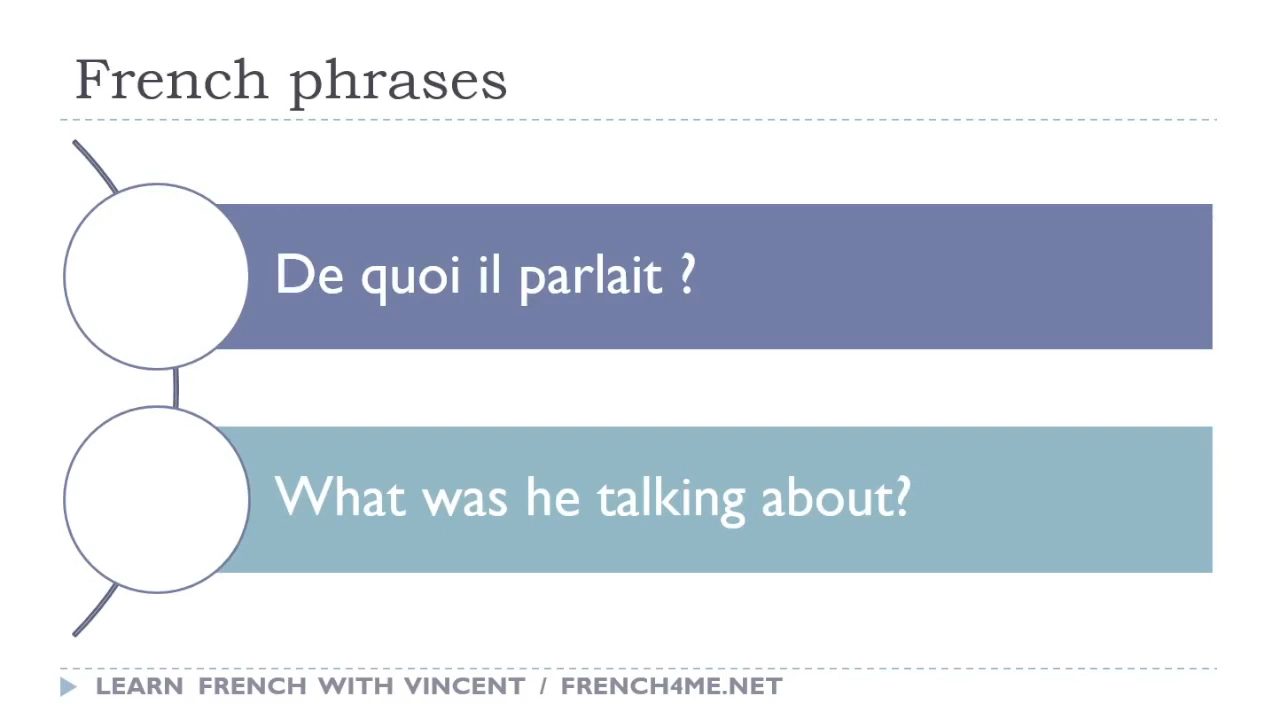 French phrases
De quoi il parlait ?
What was he talking about?
LEARN FRENCH WITH VINCENT / FRENCH4ME.NET